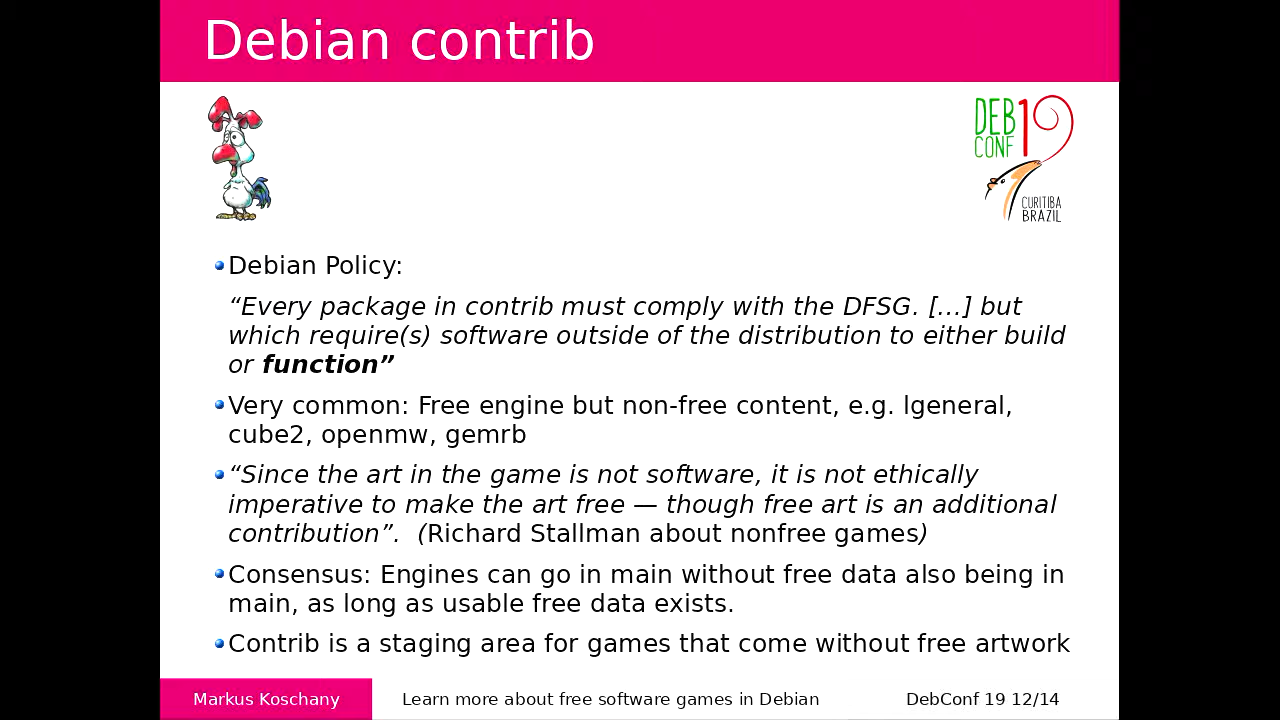 Debian contrib
DEB
CONF 19
CURITIBA
BRAZIL
Debian Policy:
“Every package in contrib must comply with the DFSG. [...] but
which require(s) software outside of the distribution to either build
or function”
Very common: Free engine but non-free content, e.g. lgeneral,
cube2, openmw, gemrb
“Since the art in the game is not software, it is not ethically
imperative to make the art free — though free art is an additional
contribution”.  (Richard Stallman about nonfree games)
Consensus: Engines can go in main without free data also being in
main, as long as usable free data exists.
Contrib is a staging area for games that come without free artwork
Markus Koschany
Learn more about free software games in Debian
DebConf 19 12/14